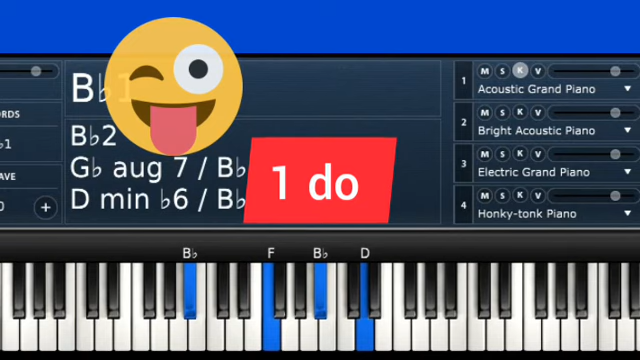 B♭1
B♭2
G♭ aug 7 / B♭
D min ♭6 / B♭
1 do
ORDS
♭1
AVE
0
+
1
M S K V
Acoustic Grand Piano
2
M S K V
Bright Acoustic Piano
3
M S K V
Electric Grand Piano
4
M S K V
Honky-tonk Piano
B♭ F B♭ D